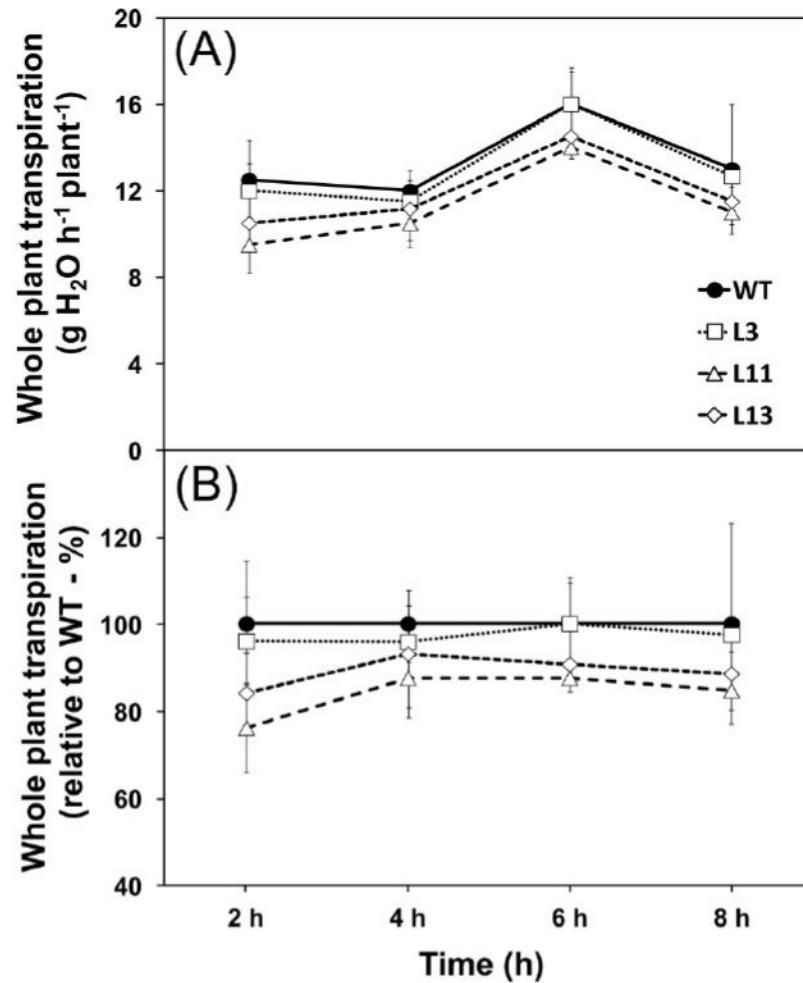 (A)
Whole plant transpiration
(g H₂O h⁻¹ plant⁻¹)
20
16
12
8
4
0
WT
L3
L11
L13
(B)
Whole plant transpiration
(relative to WT - %)
120
100
80
60
40
2 h
4 h
6 h
8 h
Time (h)